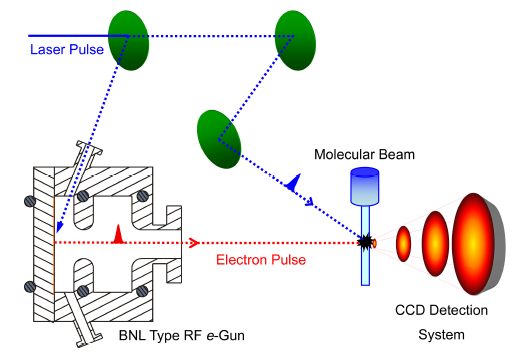 Laser Pulse
Molecular Beam
Electron Pulse
CCD Detection
System
BNL Type RF e-Gun